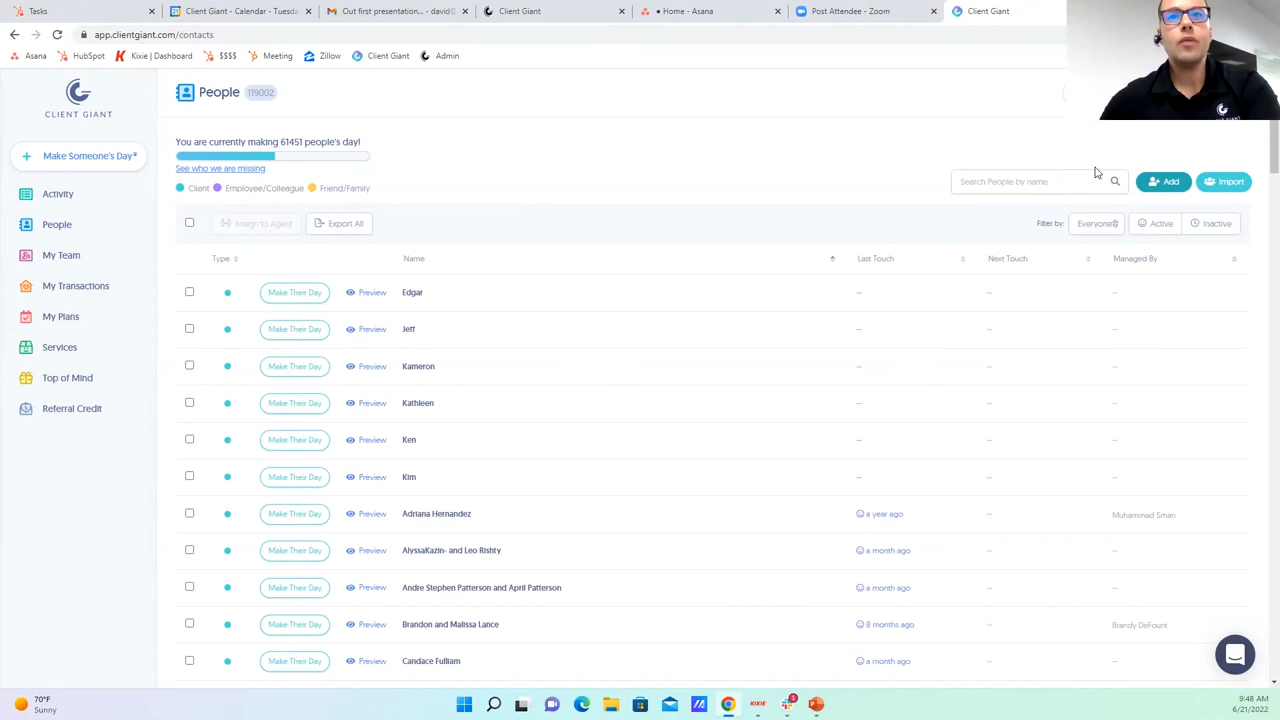 Tasks
Client Giant - Calendar - Tuesda
Out first presentation... - david@
Client Giant
• Home - Asana
Post Attendee - Zoom
Client Giant
app.clientgiant.com/contacts
Asana HubSpot Kixie | Dashboard $$$$ Meeting Zillow Client Giant Admin
CLIENT GIANT
People 119002
You are currently making 61451 people's day!
+ Make Someone's Day®
See who we are missing
Search People by name
Add
Import
Client Employee/Colleague Friend/Family
Activity
People
My Team
My Transactions
My Plans
Services
Top of Mind
Referral Credit
Assign to Agent Export All Filter by: Everyone Active Inactive
Type Name Last Touch Next Touch Managed By
Make Their Day Preview Edgar -- -- --
Make Their Day Preview Jeff -- -- --
Make Their Day Preview Kameron -- -- --
Make Their Day Preview Kathleen -- -- --
Make Their Day Preview Ken -- -- --
Make Their Day Preview Kim -- -- --
Make Their Day Preview Adriana Hernandez a year ago -- Muhammad Sman
Make Their Day Preview AlyssaKazin- and Leo Rishty a month ago -- --
Make Their Day Preview Andre Stephen Patterson and April Patterson a month ago -- --
Make Their Day Preview Brandon and Malissa Lance 8 months ago -- Brandy DeFount
Make Their Day Preview Candace Fulliam a month ago -- --
70°F
Sunny
KIXIE
1
9:48 AM
6/21/2022